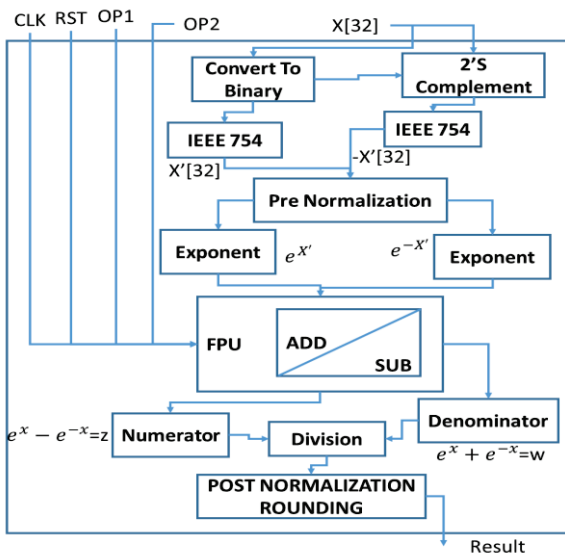 CLK RST OP1 OP2 X[32]
Convert To
Binary
2'S
Complement
IEEE 754
IEEE 754
X'[32]
-X'[32]
Pre Normalization
Exponent
e^{X'}
e^{-X'}
Exponent
FPU
ADD
SUB
e^{x} − e^{-x}=z
Numerator
Division
Denominator
e^{x} + e^{-x}=w
POST NORMALIZATION
ROUNDING
Result